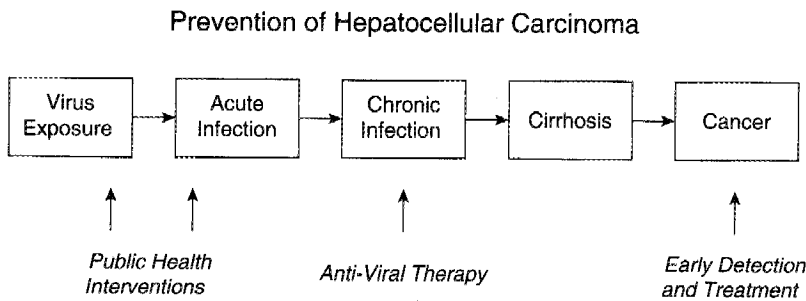 Prevention of Hepatocellular Carcinoma
Virus
Exposure
Acute
Infection
Chronic
Infection
Cirrhosis
Cancer
Public Health
Interventions
Anti-Viral Therapy
Early Detection
and Treatment